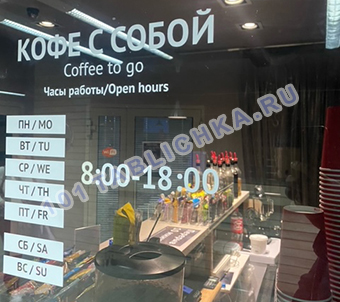 КОФЕ С СОБОЙ
Coffee to go
Часы работы/Open hours
ПН / MO
ВТ / TU
СР / WE
ЧТ / TH
ПТ / FR
8:00-18:00
СБ / SA
ВС / SU
101TABLICHKA.RU